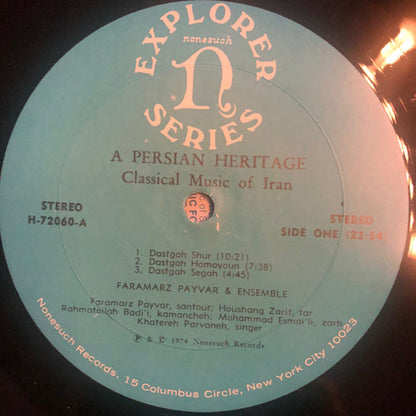 EXPLORER
nonesuch
n
®
SERIES
A PERSIAN HERITAGE
Classical Music of Iran
STEREO
H-72060-A
STEREO
SIDE ONE (22:54)
1. Dastgah Shur (10:21)
2. Dastgah Homayoun (7:38)
3. Dastgah Segah (4:45)
FARAMARZ PAYVAR & ENSEMBLE
Faramarz Payvar, santour; Houshang Zarif, tar
Rahmatollah Badi'i, kamancheh; Mohammad Esmai'li, zarb
Khatereh Parvaneh, singer
℗ & © 1974 Nonesuch Records
Nonesuch Records, 15 Columbus Circle, New York City 10023